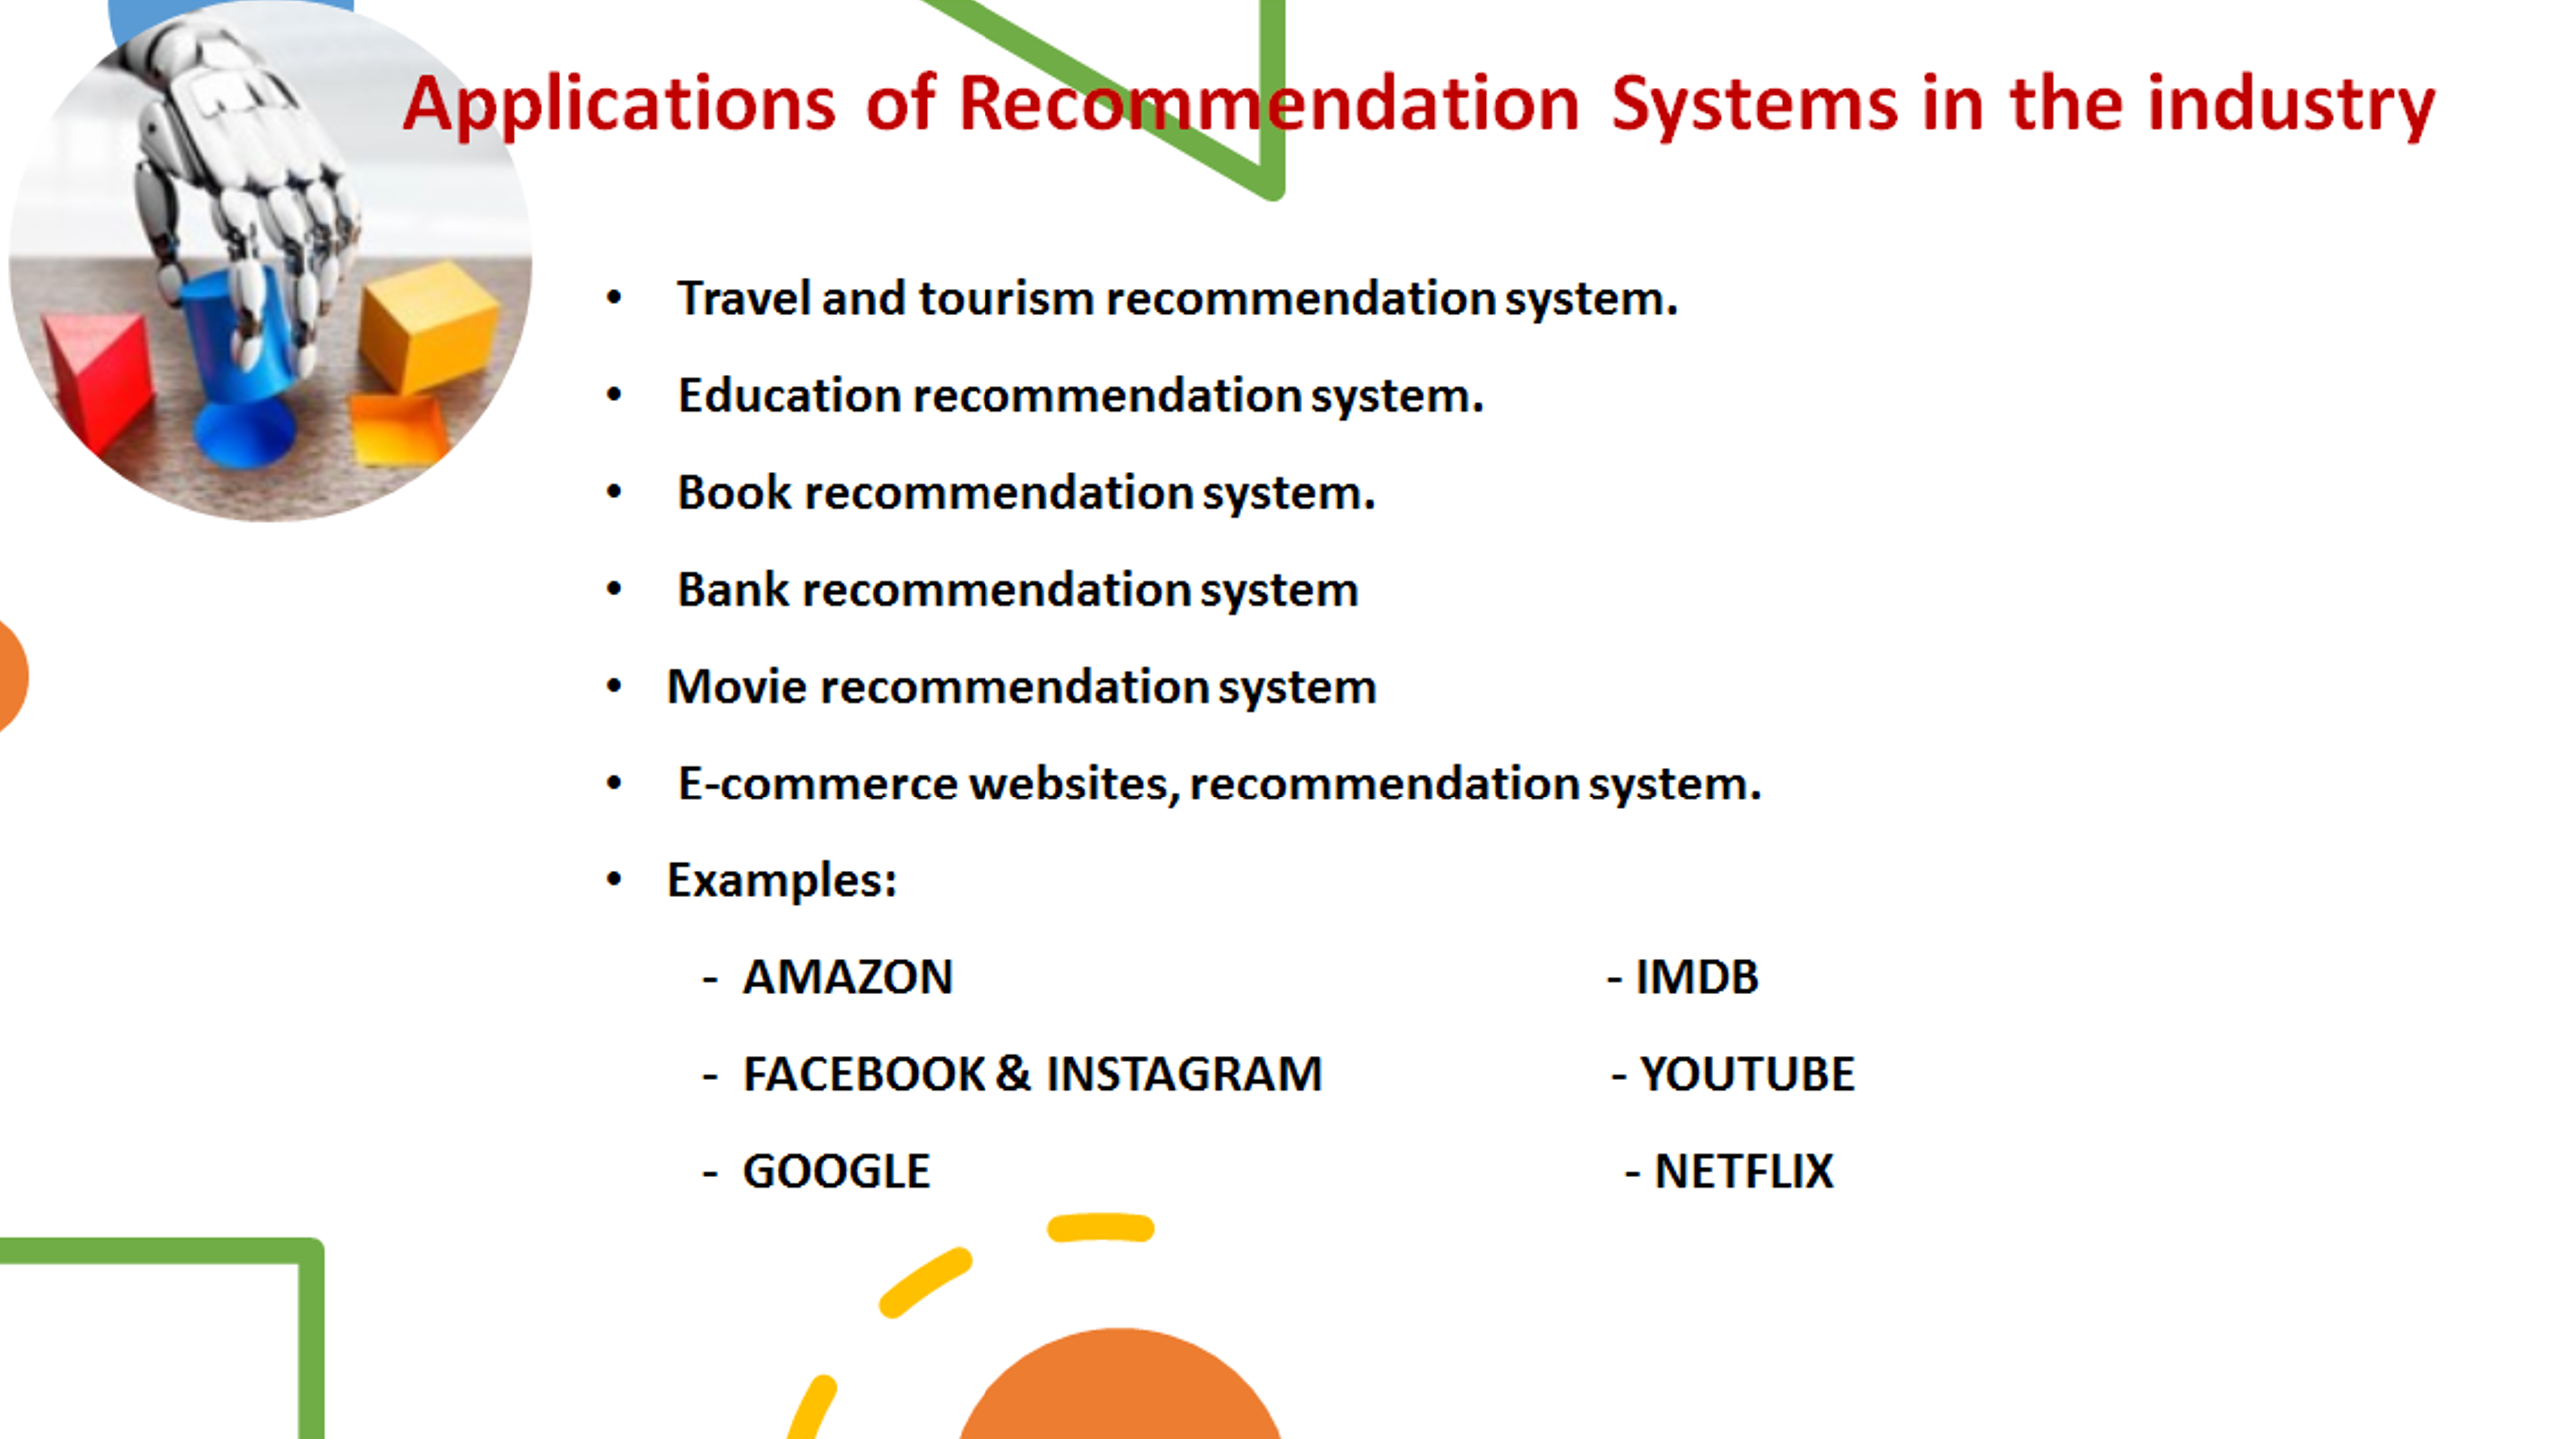 Applications of Recommendation Systems in the industry
• Travel and tourism recommendation system.
• Education recommendation system.
• Book recommendation system.
• Bank recommendation system
• Movie recommendation system
• E-commerce websites, recommendation system.
• Examples:
- AMAZON - IMDB
- FACEBOOK & INSTAGRAM - YOUTUBE
- GOOGLE - NETFLIX